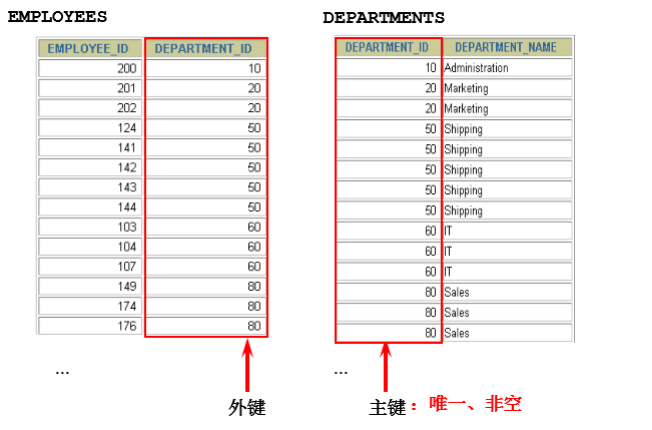 EMPLOYEES
EMPLOYEE_ID DEPARTMENT_ID
200 10
201 20
202 20
124 50
141 50
142 50
143 50
144 50
103 60
104 60
107 60
149 80
174 80
176 80
...
外键
DEPARTMENTS
DEPARTMENT_ID DEPARTMENT_NAME
10 Administration
20 Marketing
20 Marketing
50 Shipping
50 Shipping
50 Shipping
50 Shipping
50 Shipping
60 IT
60 IT
60 IT
80 Sales
80 Sales
80 Sales
...
主键：唯一、非空